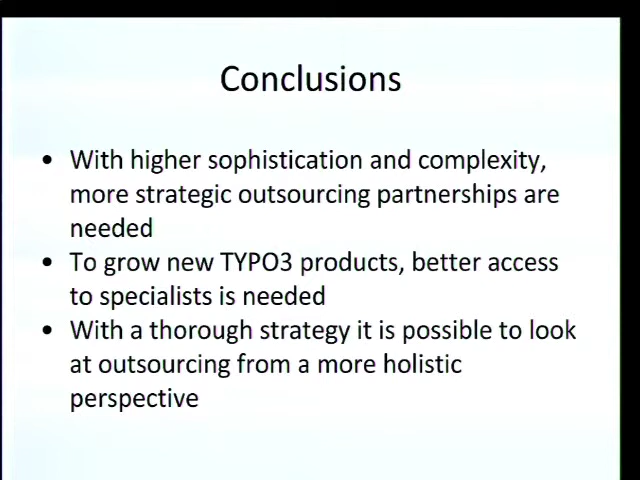 Conclusions
• With higher sophistication and complexity,
more strategic outsourcing partnerships are
needed
• To grow new TYPO3 products, better access
to specialists is needed
• With a thorough strategy it is possible to look
at outsourcing from a more holistic
perspective